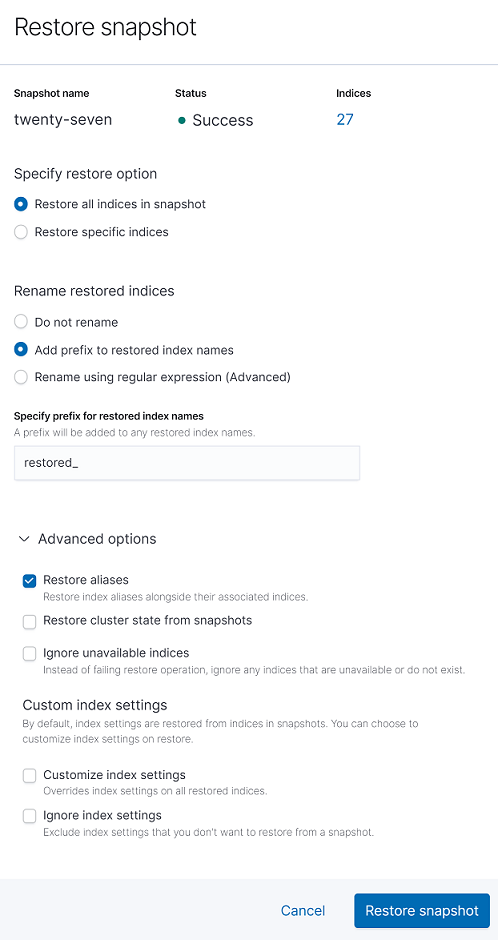 Restore snapshot
Snapshot name Status Indices
twenty-seven Success 27
Specify restore option
Restore all indices in snapshot
Restore specific indices
Rename restored indices
Do not rename
Add prefix to restored index names
Rename using regular expression (Advanced)
Specify prefix for restored index names
A prefix will be added to any restored index names.
restored_
Advanced options
Restore aliases
Restore index aliases alongside their associated indices.
Restore cluster state from snapshots
Ignore unavailable indices
Instead of failing restore operation, ignore any indices that are unavailable or do not exist.
Custom index settings
By default, index settings are restored from indices in snapshots. You can choose to
customize index settings on restore.
Customize index settings
Overrides index settings on all restored indices.
Ignore index settings
Exclude index settings that you don't want to restore from a snapshot.
Cancel Restore snapshot